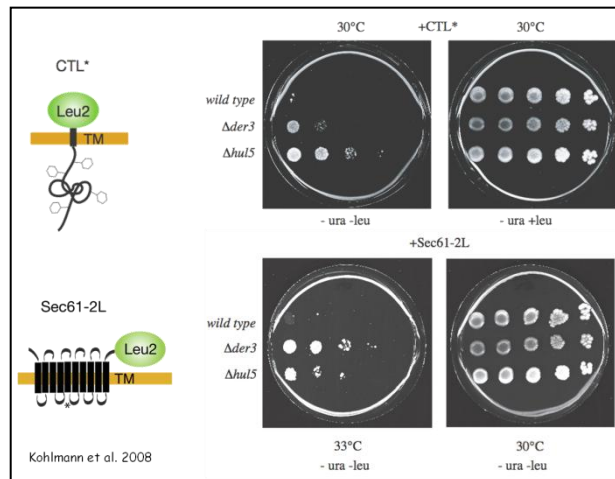 30°C +CTL* 30°C
CTL*
Leu2
TM
wild type
Δder3
Δhul5
- ura -leu
- ura +leu
+Sec61-2L
Sec61-2L
Leu2
TM
*
wild type
Δder3
Δhul5
33°C
30°C
- ura -leu
- ura -leu
Kohlmann et al. 2008